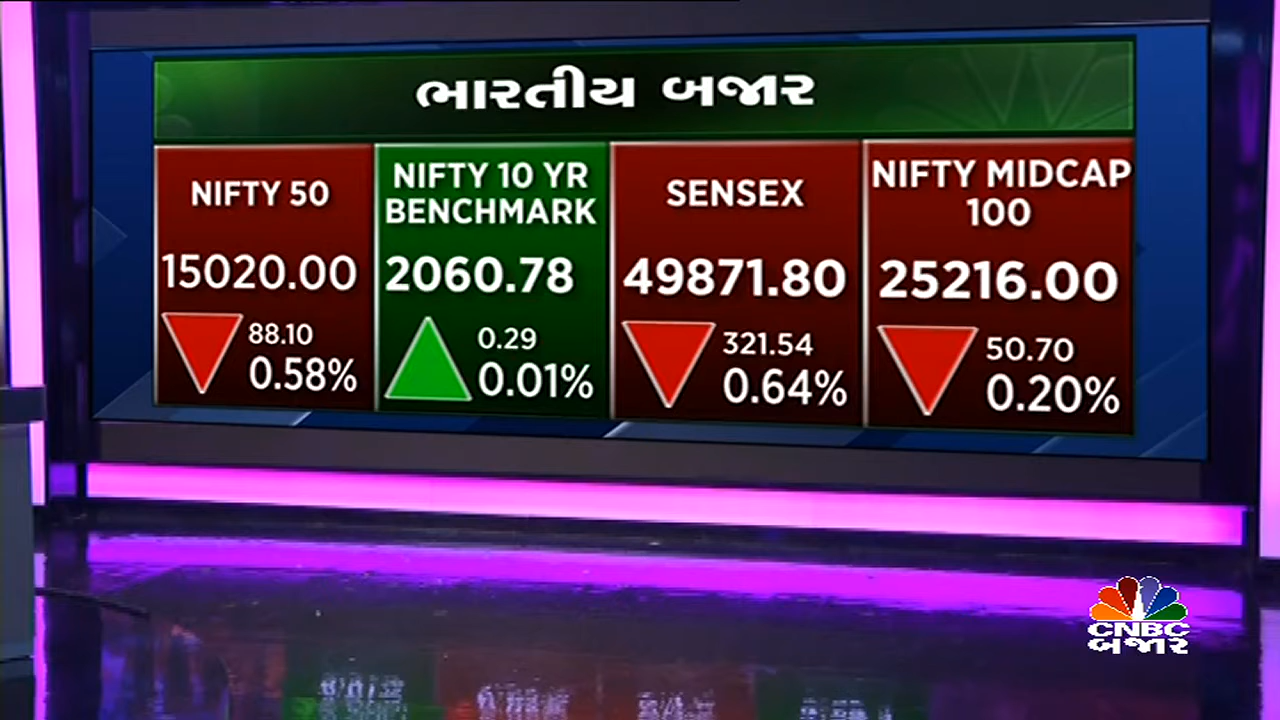 ભારતીય બજાર
NIFTY 50
15020.00
88.10
0.58%
NIFTY 10 YR
BENCHMARK
2060.78
0.29
0.01%
SENSEX
49871.80
321.54
0.64%
NIFTY MIDCAP
100
25216.00
50.70
0.20%
CNBC
બજાર